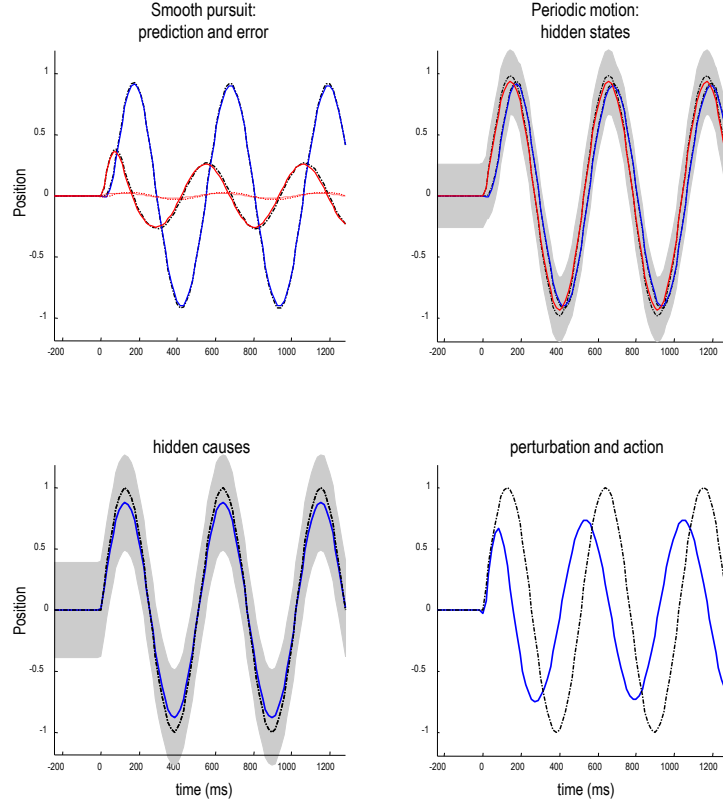 Smooth pursuit:
prediction and error
Periodic motion:
hidden states
Position
1
0.5
0
-0.5
-1
-200 0 200 400 600 800 1000 1200
1
0.5
0
-0.5
-1
-200 0 200 400 600 800 1000 1200
hidden causes
perturbation and action
Position
1
0.5
0
-0.5
-1
-200 0 200 400 600 800 1000 1200
time (ms)
1
0.5
0
-0.5
-1
-200 0 200 400 600 800 1000 1200
time (ms)